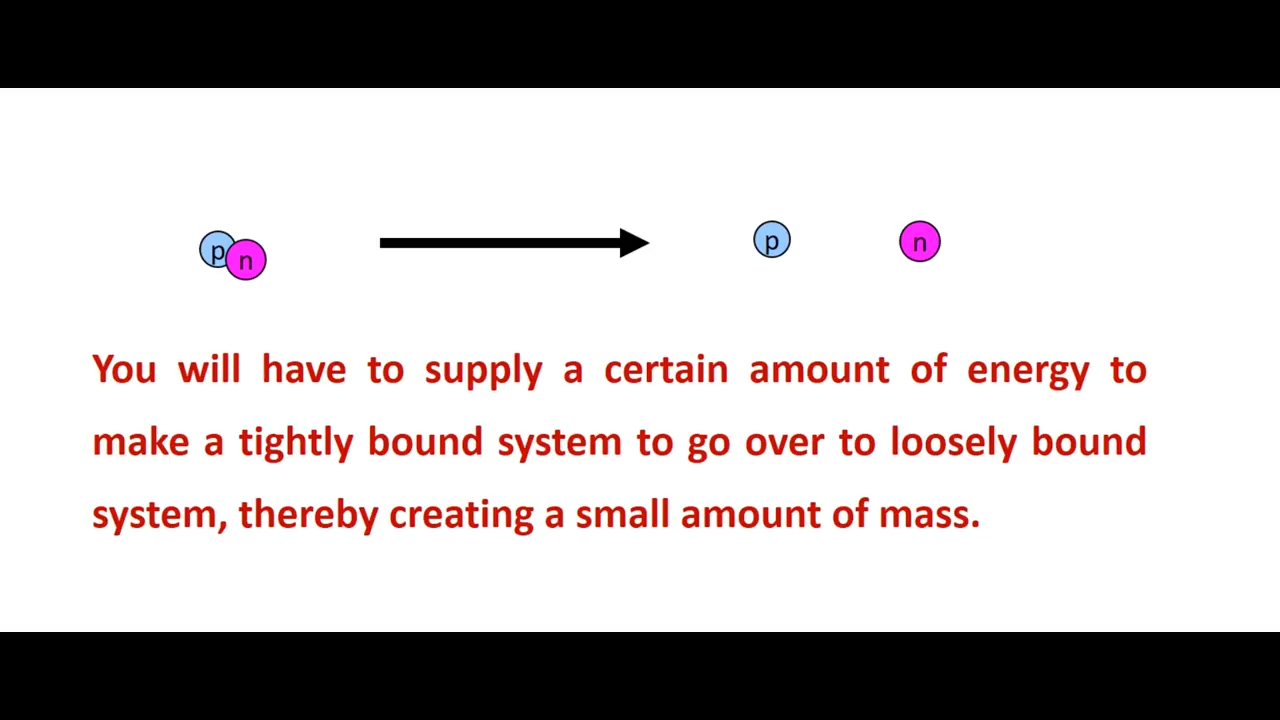 p n p n
You will have to supply a certain amount of energy to
make a tightly bound system to go over to loosely bound
system, thereby creating a small amount of mass.